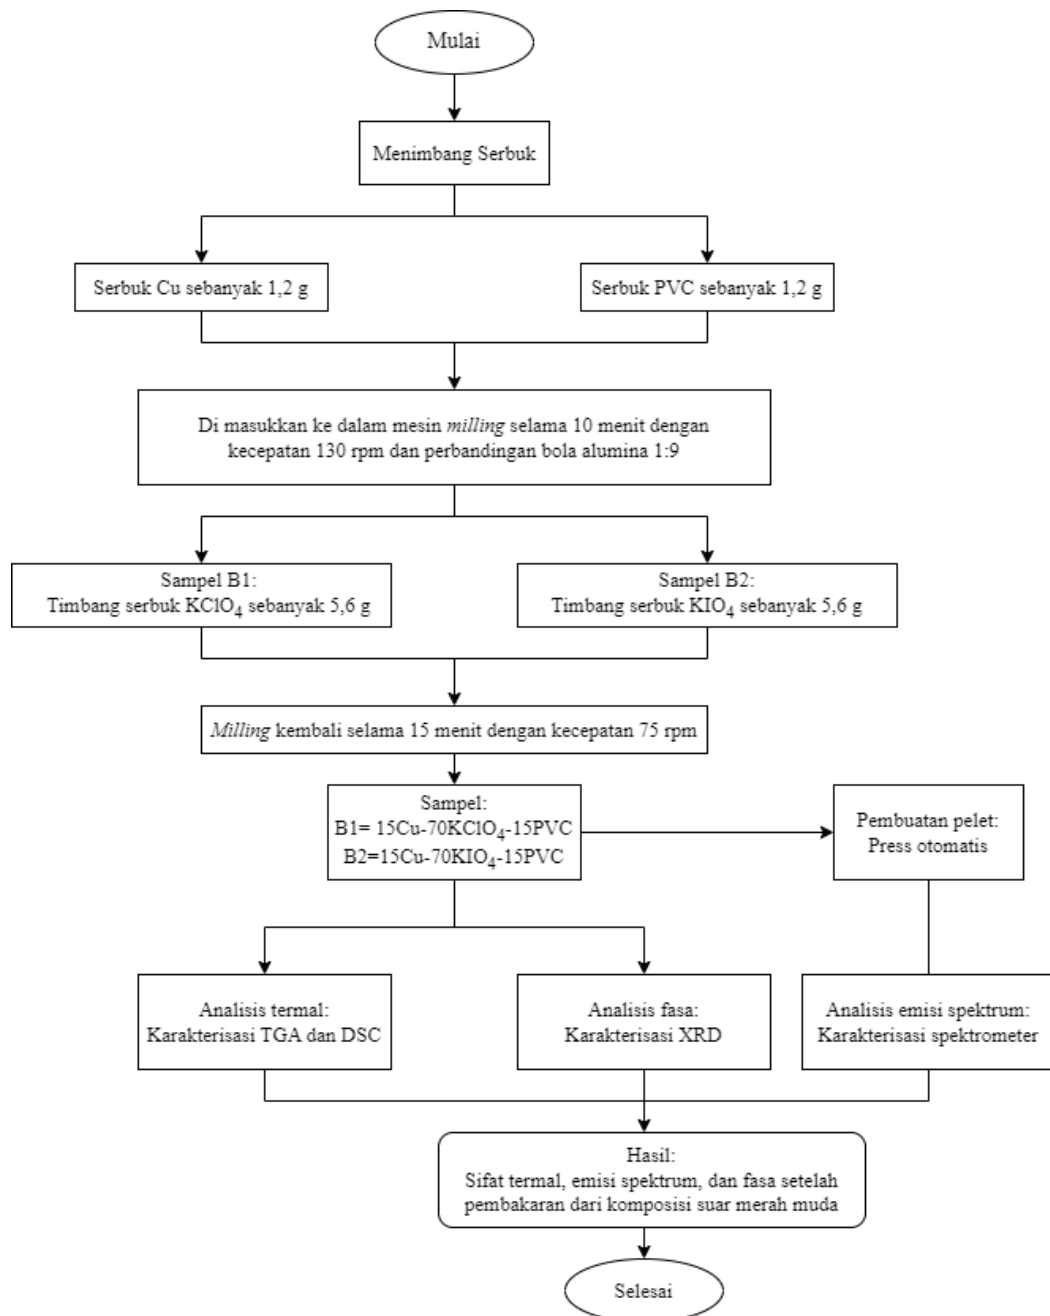 Mulai
Menimbang Serbuk
Serbuk Cu sebanyak 1,2 g
Serbuk PVC sebanyak 1,2 g
Di masukkan ke dalam mesin milling selama 10 menit dengan
kecepatan 130 rpm dan perbandingan bola alumina 1:9
Sampel B1:
Timbang serbuk KClO₄ sebanyak 5,6 g
Sampel B2:
Timbang serbuk KIO₄ sebanyak 5,6 g
Milling kembali selama 15 menit dengan kecepatan 75 rpm
Sampel:
B1= 15Cu-70KClO₄-15PVC
B2=15Cu-70KIO₄-15PVC
Pembuatan pelet:
Press otomatis
Analisis termal:
Karakterisasi TGA dan DSC
Analisis fasa:
Karakterisasi XRD
Analisis emisi spektrum:
Karakterisasi spektrometer
Hasil:
Sifat termal, emisi spektrum, dan fasa setelah
pembakaran dari komposisi suar merah muda
Selesai